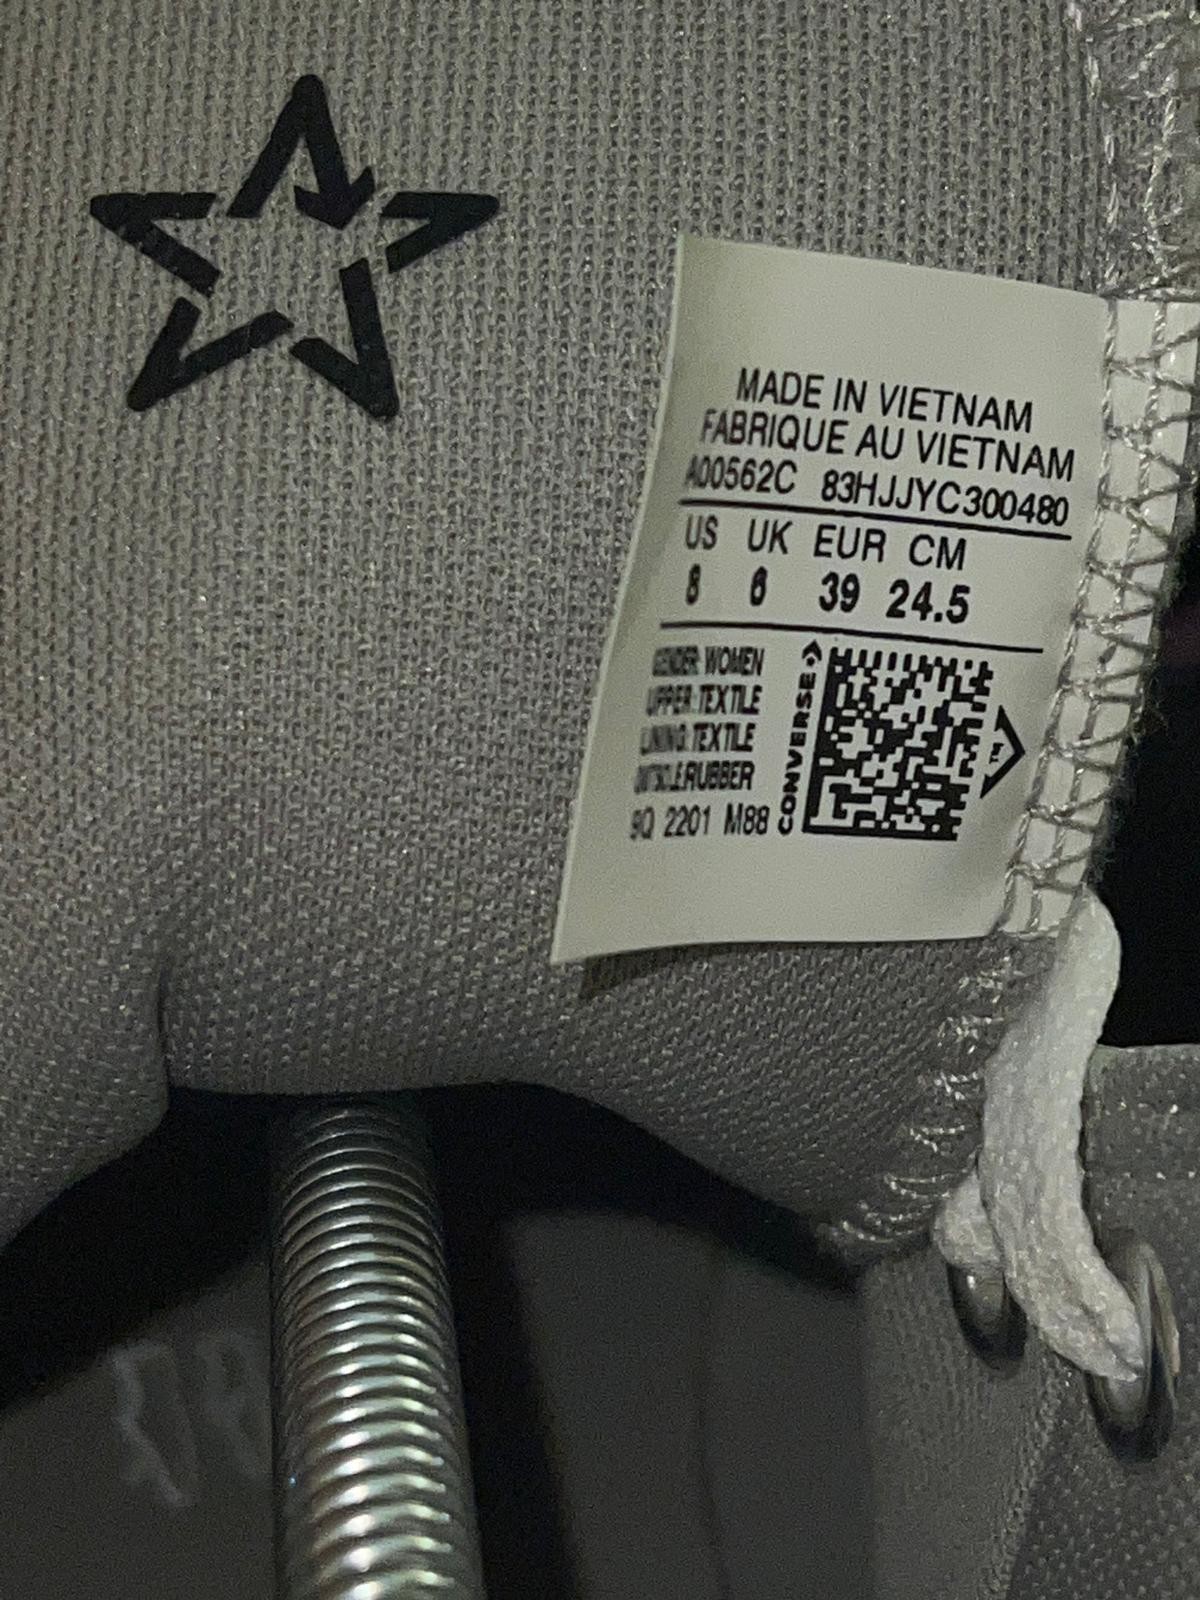 MADE IN VIETNAM
FABRIQUE AU VIETNAM
A00562C 83HJJYC300480
US UK EUR CM
8 6 39 24.5
GENDER: WOMEN
UPPER: TEXTILE
LINING: TEXTILE
OUTSOLE: RUBBER
9Q 2201 M88
CONVERSE
TM